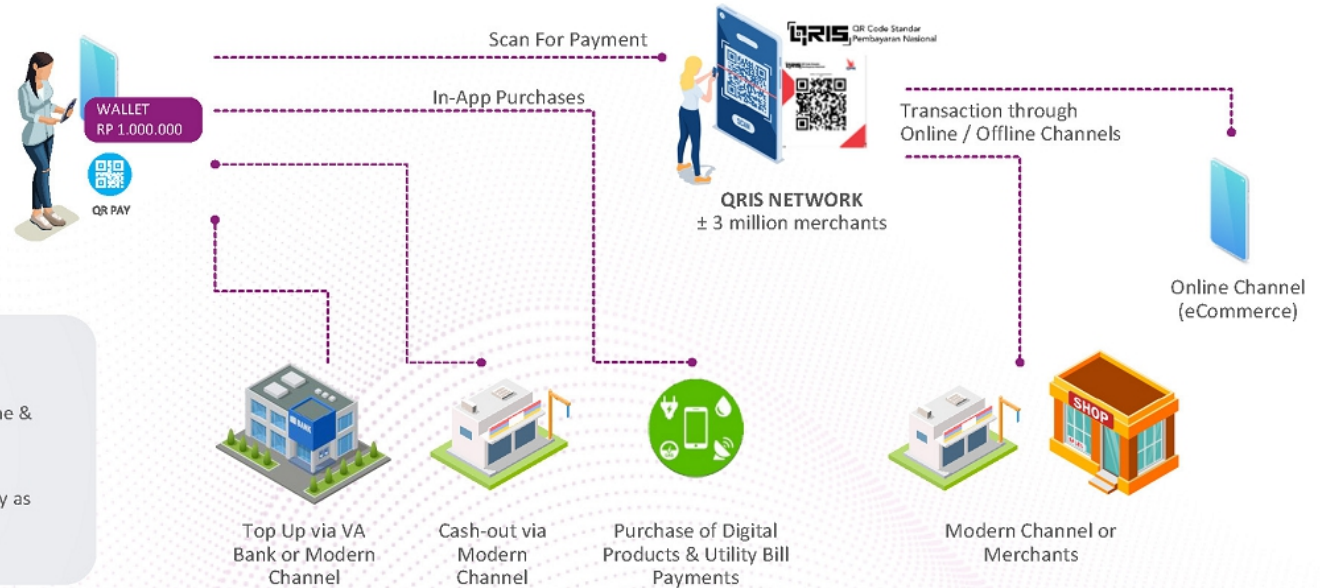 Scan For Payment
QRIS
QR Code Standar
Pembayaran Nasional
WALLET
RP 1.000.000
In-App Purchases
Transaction through
Online / Offline Channels
SCAN
QR PAY
QRIS NETWORK
± 3 million merchants
Online Channel
(eCommerce)
&
y as
BANK
SHOP
Top Up via VA
Bank or Modern
Channel
Cash-out via
Modern
Channel
Purchase of Digital
Products & Utility Bill
Payments
Modern Channel or
Merchants